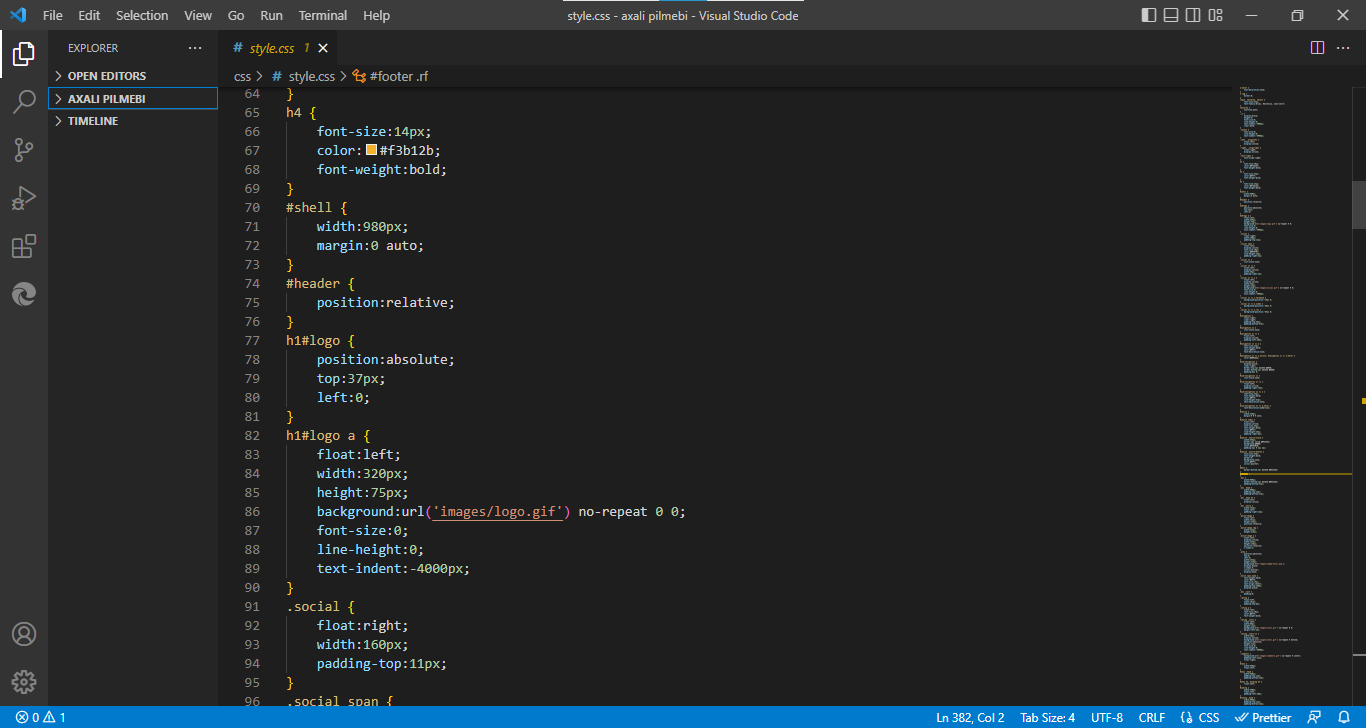 File Edit Selection View Go Run Terminal Help
style.css - axali pilmebi - Visual Studio Code
EXPLORER
OPEN EDITORS
AXALI PILMEBI
TIMELINE
# style.css 1
css > # style.css > #footer .rf
64 }
65 h4 {
66 font-size:14px;
67 color:#f3b12b;
68 font-weight:bold;
69 }
70 #shell {
71 width:980px;
72 margin:0 auto;
73 }
74 #header {
75 position:relative;
76 }
77 h1#logo {
78 position:absolute;
79 top:37px;
80 left:0;
81 }
82 h1#logo a {
83 float:left;
84 width:320px;
85 height:75px;
86 background:url('images/logo.gif') no-repeat 0 0;
87 font-size:0;
88 line-height:0;
89 text-indent:-4000px;
90 }
91 .social {
92 float:right;
93 width:160px;
94 padding-top:11px;
95 }
96 .social span {
0 1
Ln 382, Col 2 Tab Size: 4 UTF-8 CRLF {} CSS Prettier